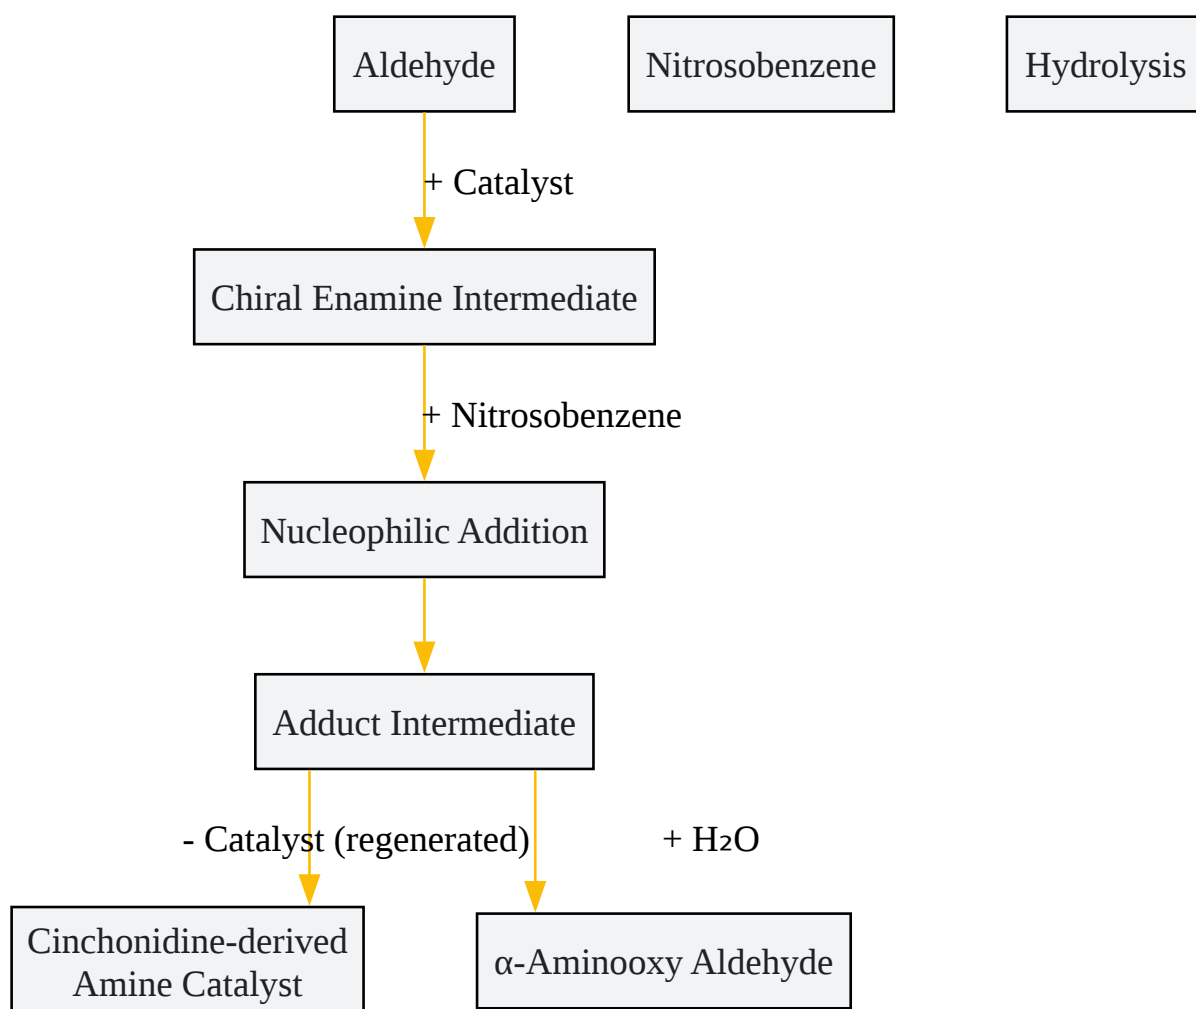 Aldehyde
Nitrosobenzene
Hydrolysis
+ Catalyst
Chiral Enamine Intermediate
+ Nitrosobenzene
Nucleophilic Addition
Adduct Intermediate
- Catalyst (regenerated)
+ H₂O
Cinchonidine-derived
Amine Catalyst
α-Aminooxy Aldehyde